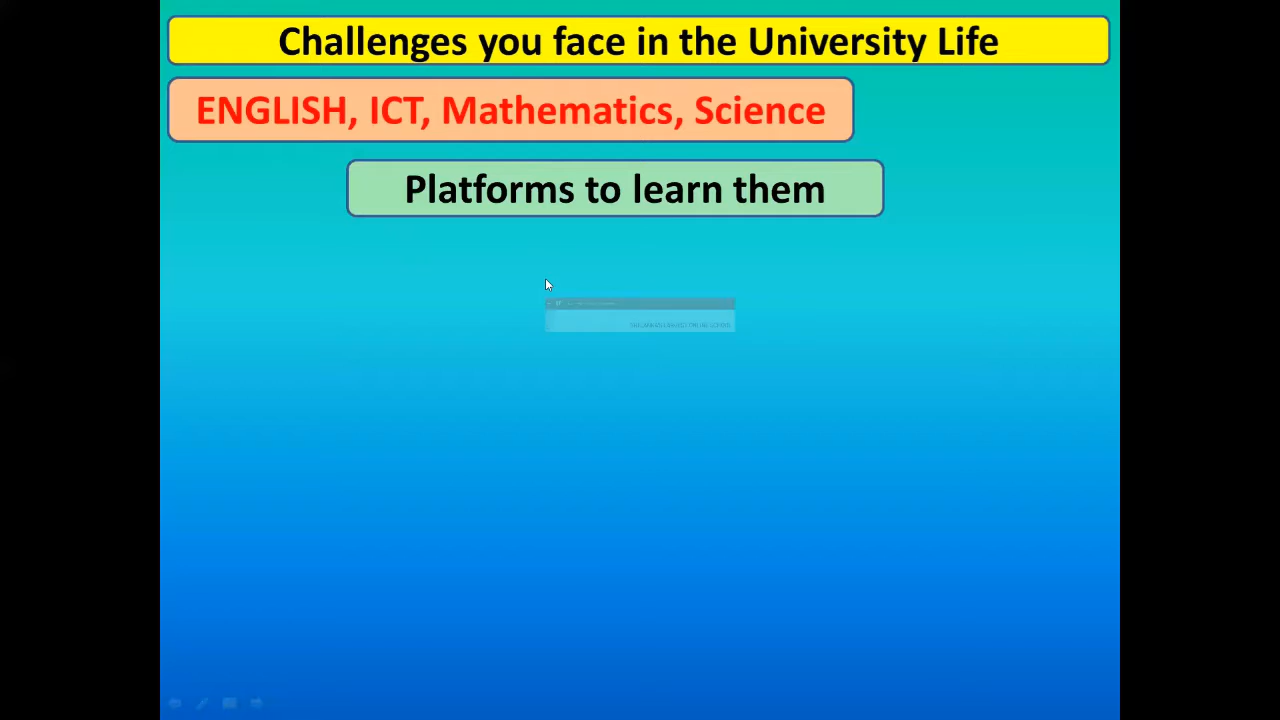 Challenges you face in the University Life
ENGLISH, ICT, Mathematics, Science
Platforms to learn them